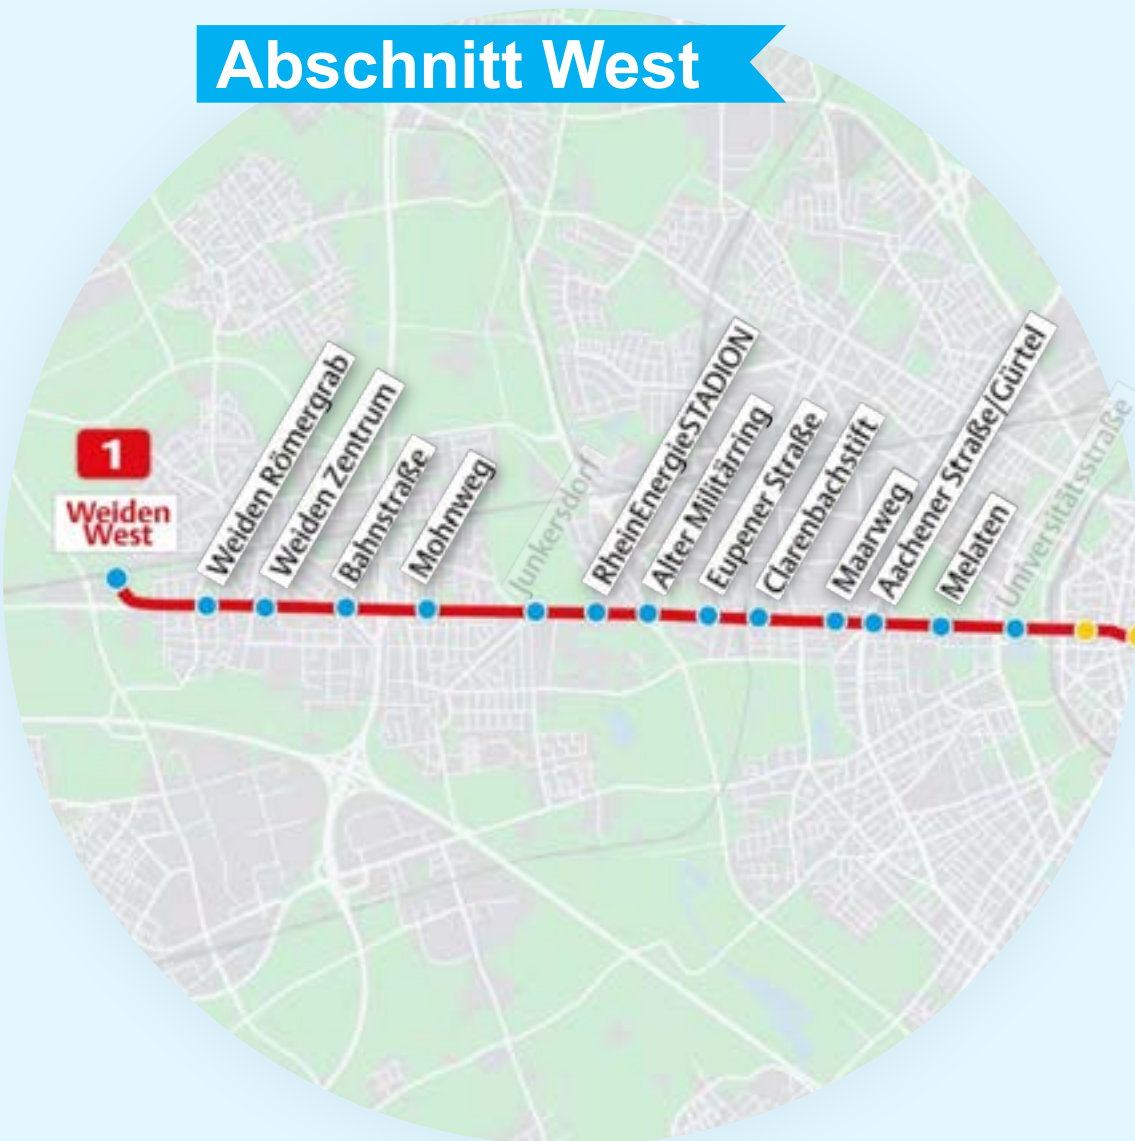 Abschnitt West
1
Weiden
West
Weiden Römergrab
Weiden Zentrum
Bahnstraße
Mohnweg
Junkersdorf
RheinEnergieSTADION
Alter Militärring
Eupener Straße
Clarenbachstift
Maarweg
Aachener Straße/Gürtel
Melaten
Universitätsstraße